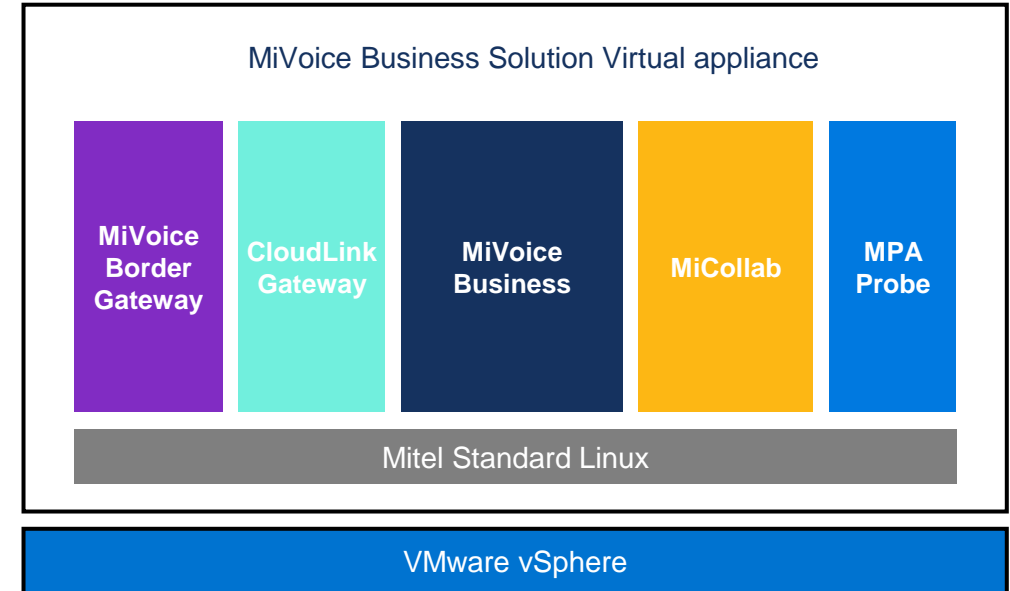 MiVoice Business Solution Virtual appliance
MiVoice
Border
Gateway
CloudLink
Gateway
MiVoice
Business
MiCollab
MPA
Probe
Mitel Standard Linux
VMware vSphere